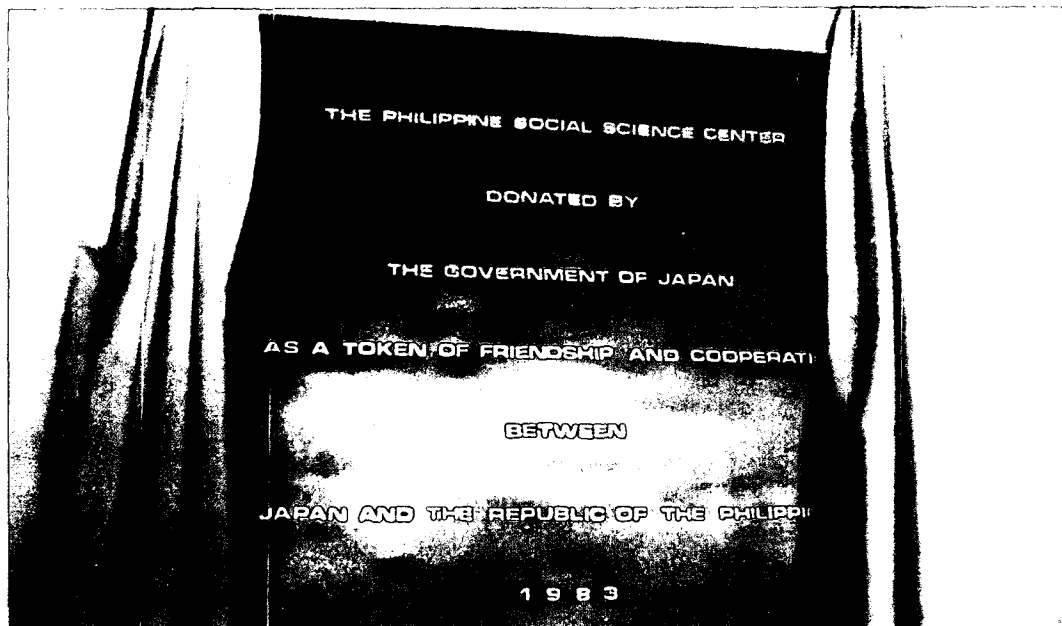 THE PHILIPPINE SOCIAL SCIENCE CENTER
DONATED BY
THE GOVERNMENT OF JAPAN
AS A TOKEN OF FRIENDSHIP AND COOPERATI
BETWEEN
JAPAN AND THE REPUBLIC OF THE PHILIPPI
1983